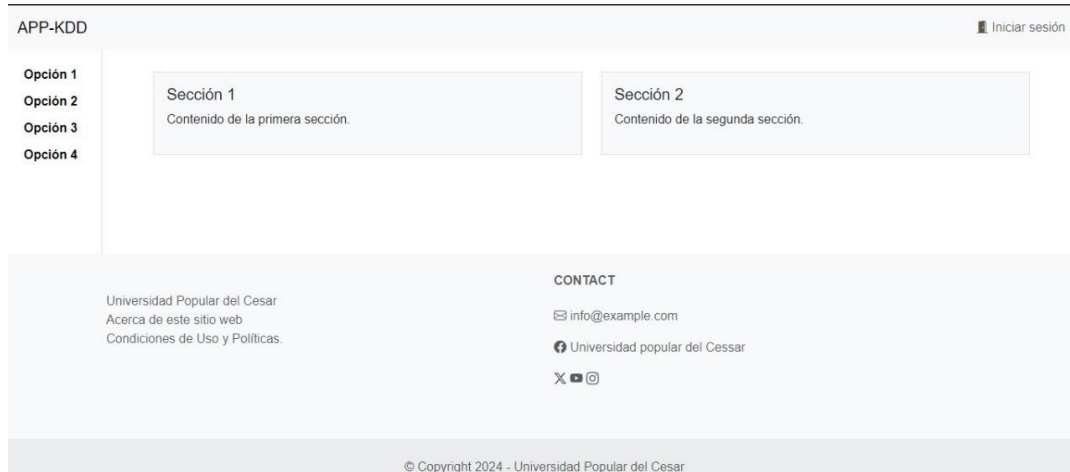 APP-KDD
Iniciar sesión
Opción 1
Opción 2
Opción 3
Opción 4
Sección 1
Contenido de la primera sección.
Sección 2
Contenido de la segunda sección.
Universidad Popular del Cesar
Acerca de este sitio web
Condiciones de Uso y Políticas.
CONTACT
info@example.com
Universidad popular del Cessar
© Copyright 2024 - Universidad Popular del Cesar